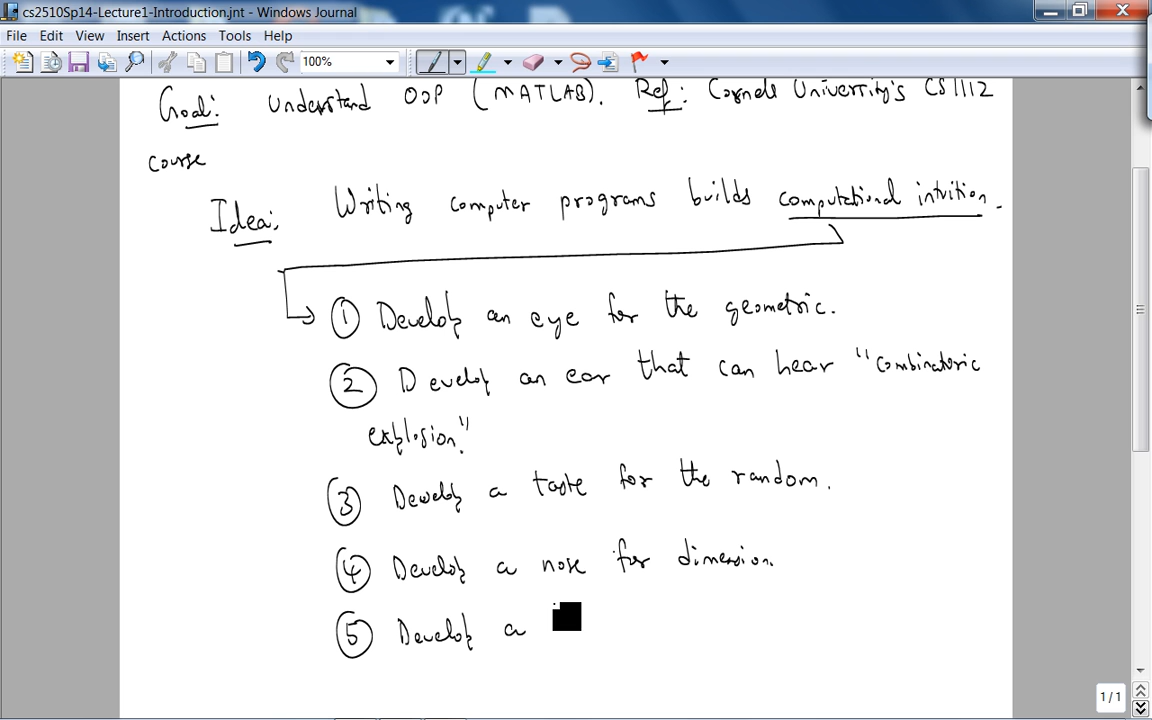 cs2510Sp14-Lecture1-Introduction.jnt - Windows Journal
File Edit View Insert Actions Tools Help
100%
Goal: Understand OOP (MATLAB). Ref: Cornell University's CS1112
course
Idea: Writing computer programs builds computational intuition.
① Develop an eye for the geometric.
② Develop an ear that can hear "combinatoric
explosion."
③ Develop a taste for the random.
④ Develop a nose for dimension.
⑤ Develop a
1 / 1